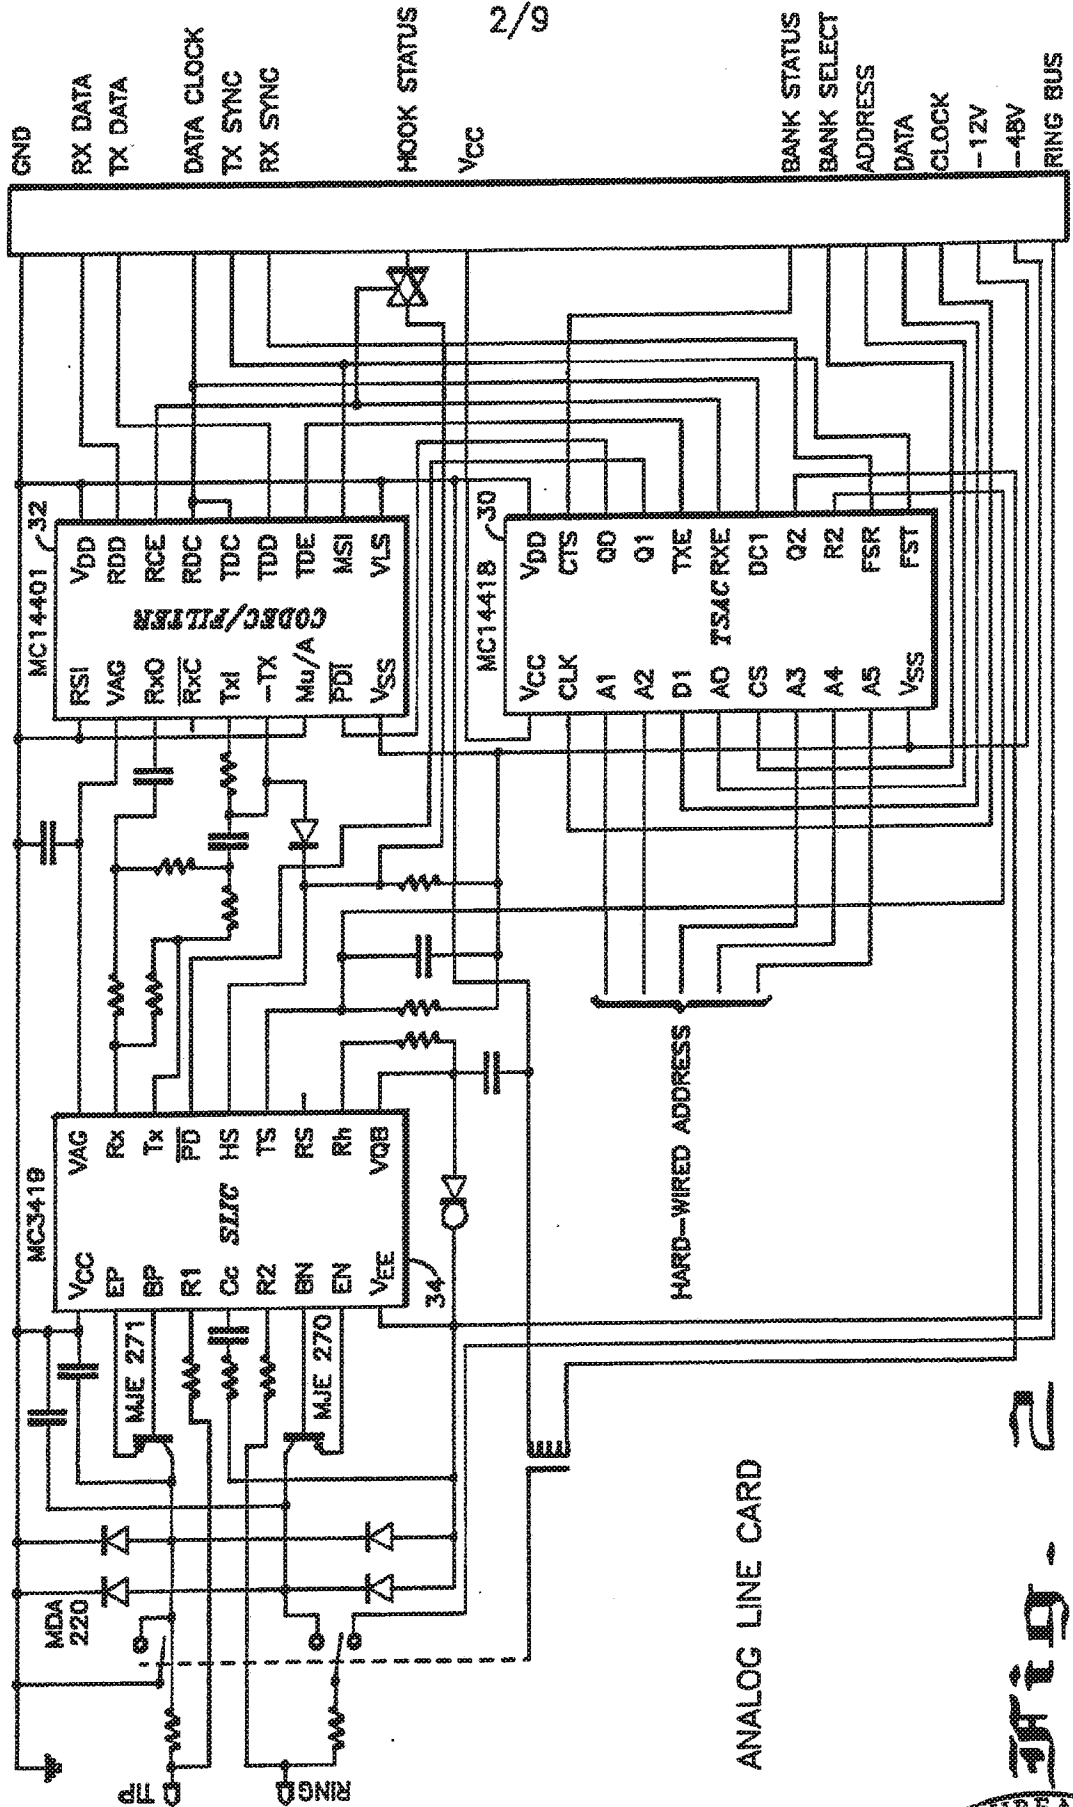 2/9
GND
RX DATA
TX DATA
DATA CLOCK
TX SYNC
RX SYNC
HOOK STATUS
VCC
BANK STATUS
BANK SELECT
ADDRESS
DATA
CLOCK
-12V
-48V
RING BUS
MC14401
32
VDD
RDD
RCE
RDC
TDC
TDD
TDE
MSI
VLS
CODEC/FILTER
RSI
VAG
RxO
RxC
TxI
-TX
Mu/A
PDI
VSS
MC14418
30
VDD
CTS
Q0
Q1
TXE
RXE
DC1
Q2
R2
FSR
FST
TSAC
VCC
CLK
A1
A2
D1
A0
CS
A3
A4
A5
VSS
HARD-WIRED ADDRESS
MC3419
VAG
Rx
Tx
PD
HS
TS
RS
Rh
VQB
SLIC
VCC
EP
BP
R1
Cc
R2
BN
EN
VEE
34
MJE 271
MJE 270
MDA
220
TIP
RING
ANALOG LINE CARD
Fig. 2